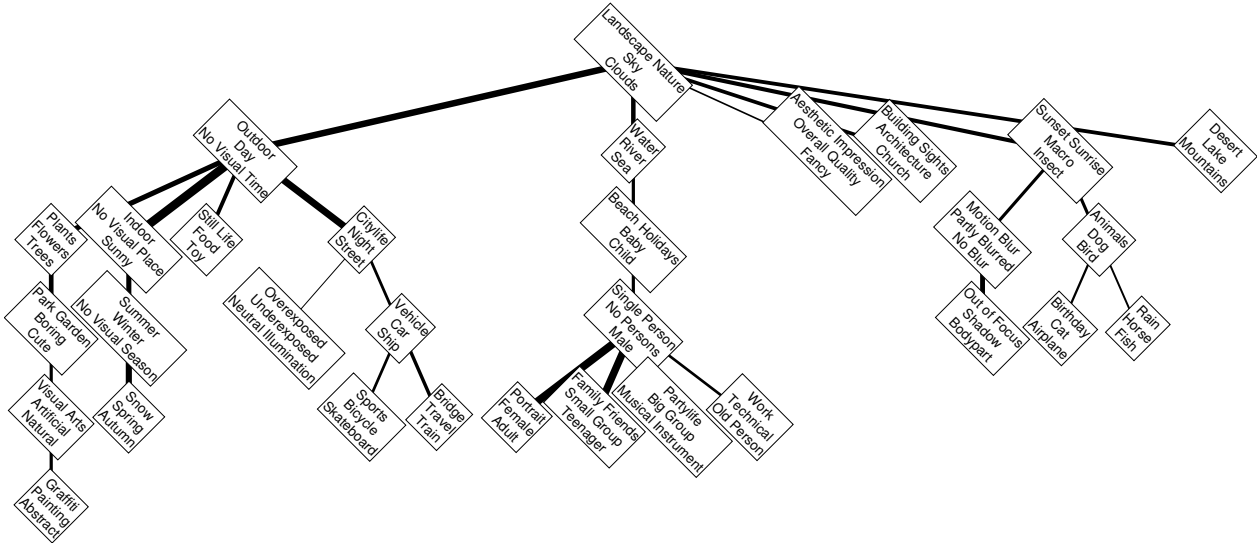 Landscape Nature
Sky
Clouds
Outdoor
Day
No Visual Time
Water
River
Sea
Aesthetic Impression
Overall Quality
Fancy
Building Sights
Architecture
Church
Sunset Sunrise
Macro
Insect
Desert
Lake
Mountains
Plants
Flowers
Trees
Indoor
No Visual Place
Sunny
Still Life
Food
Toy
Citylife
Night
Street
Beach Holidays
Baby
Child
Motion Blur
Partly Blurred
No Blur
Animals
Dog
Bird
Park Garden
Boring
Cute
Summer
Winter
No Visual Season
Overexposed
Underexposed
Neutral Illumination
Vehicle
Car
Ship
Single Person
No Persons
Male
Out of Focus
Shadow
Bodypart
Birthday
Cat
Airplane
Rain
Horse
Fish
Visual Arts
Artificial
Natural
Snow
Spring
Autumn
Sports
Bicycle
Skateboard
Bridge
Travel
Train
Portrait
Female
Adult
Family Friends
Small Group
Teenager
Partylife
Big Group
Musical Instrument
Work
Technical
Old Person
Graffiti
Painting
Abstract